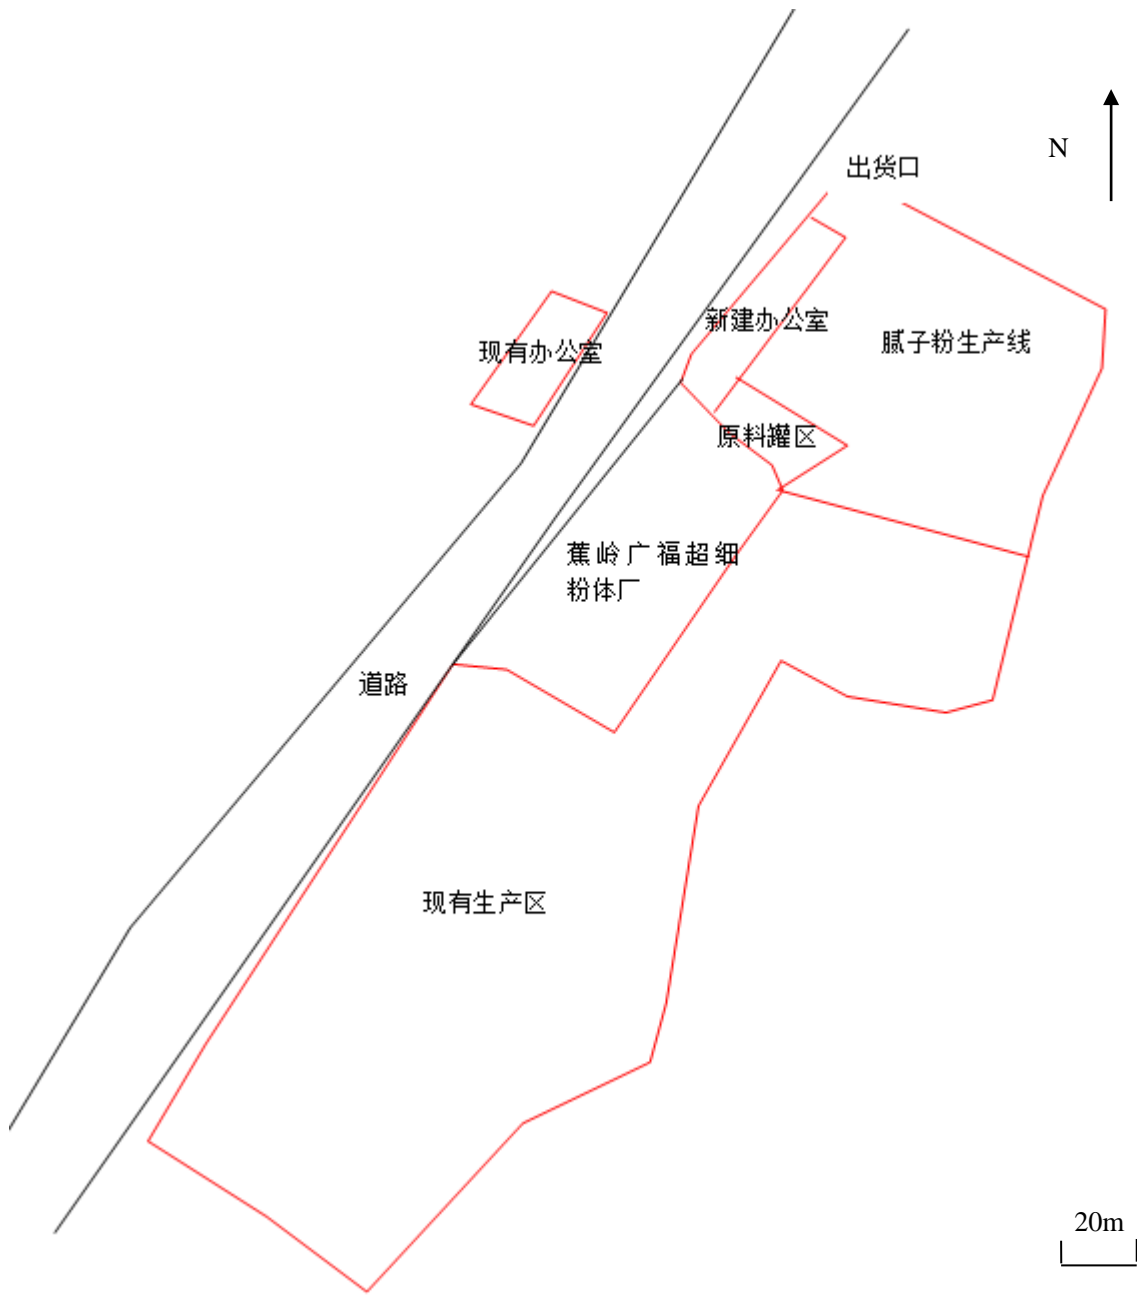 N
出货口
新建办公室
腻子粉生产线
现有办公室
原料罐区
蕉岭广福超细
粉体厂
道路
现有生产区
20m